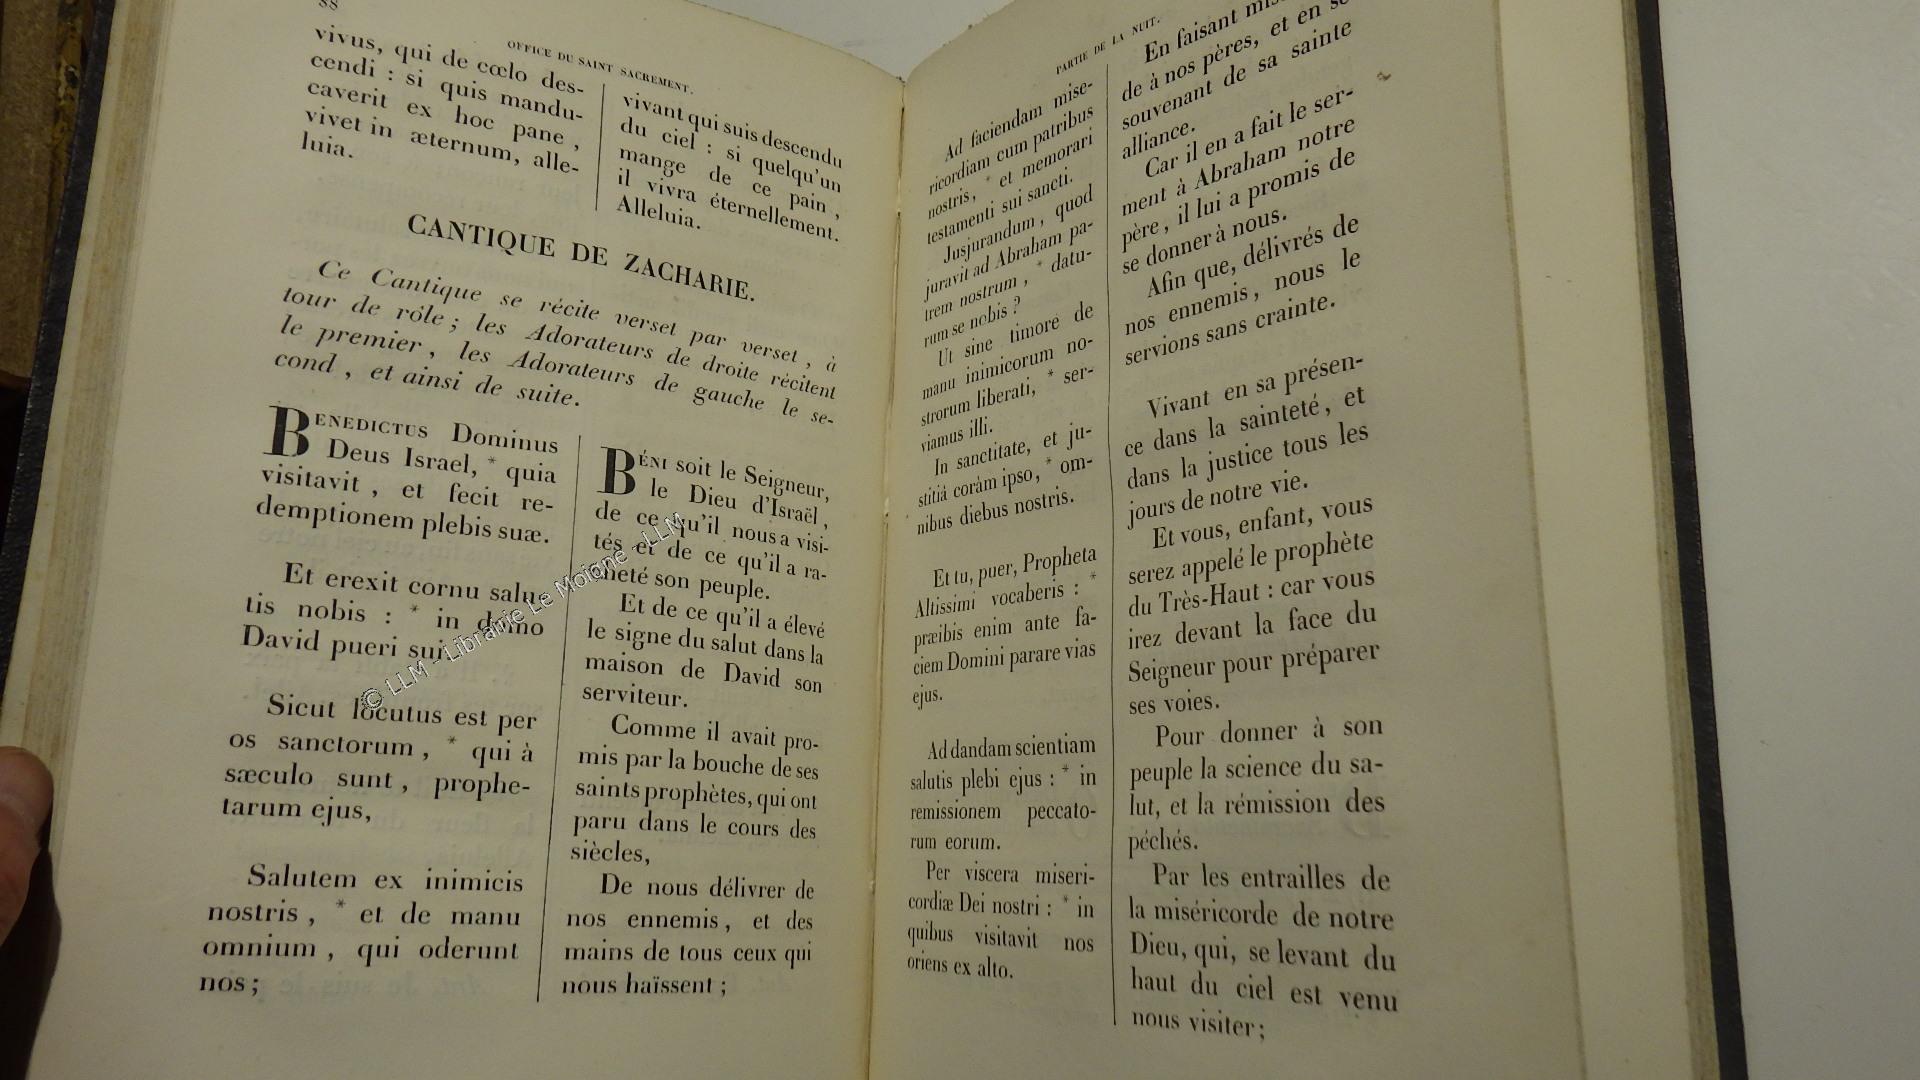 88
OFFICE DU SAINT SACREMENT.
vivus, qui de cœlo des-
cendi : si quis mandu-
caverit ex hoc pane,
vivet in æternum, alle-
luia.
vivant qui suis descendu
du ciel : si quelqu'un
mange de ce pain,
il vivra éternellement.
Alleluia.
CANTIQUE DE ZACHARIE.
Ce Cantique se récite verset par verset, à
tour de rôle; les Adorateurs de droite récitent
le premier, les Adorateurs de gauche le se-
cond, et ainsi de suite.
BENEDICTUS Dominus
Deus Israel, * quia
visitavit, et fecit re-
demptionem plebis suæ.
Et erexit cornu salu-
tis nobis : * in domo
David pueri sui.
Sicut locutus est per
os sanctorum, * qui à
sæculo sunt, prophe-
tarum ejus,
Salutem ex inimicis
nostris, * et de manu
omnium, qui oderunt
nos;
BÉNI soit le Seigneur,
le Dieu d'Israël,
de ce qu'il nous a visi-
tés et de ce qu'il a ra-
cheté son peuple.
Et de ce qu'il a élevé
le signe du salut dans la
maison de David son
serviteur.
Comme il avait pro-
mis par la bouche de ses
saints prophètes, qui ont
paru dans le cours des
siècles,
De nous délivrer de
nos ennemis, et des
mains de tous ceux qui
nous haïssent;
© LLM - Librairie Le Moigne - LLM
PARTIE DE LA NUIT.
Ad faciendam mise-
ricordiam cum patribus
nostris, * et memorari
testamenti sui sancti.
Jusjurandum, quod
juravit ad Abraham pa-
trem nostrum, * datu-
rum se nobis?
Ut sine timore de
manu inimicorum no-
strorum liberati, * ser-
viamus illi.
In sanctitate, et ju-
stitiâ coràm ipso, * om-
nibus diebus nostris.
Et tu, puer, Propheta
Altissimi vocaberis : *
præibis enim ante fa-
ciem Domini parare vias
ejus.
Ad dandam scientiam
salutis plebi ejus : * in
remissionem peccato-
rum eorum.
Per viscera miseri-
cordiæ Dei nostri : * in
quibus visitavit nos
oriens ex alto.
En faisant
de à nos pères, et en se
souvenant de sa sainte
alliance.
Car il en a fait le ser-
ment à Abraham notre
père, il lui a promis de
se donner à nous.
Afin que, délivrés de
nos ennemis, nous le
servions sans crainte.
Vivant en sa présen-
ce dans la sainteté, et
dans la justice tous les
jours de notre vie.
Et vous, enfant, vous
serez appelé le prophète
du Très-Haut : car vous
irez devant la face du
Seigneur pour préparer
ses voies.
Pour donner à son
peuple la science du sa-
lut, et la rémission des
péchés.
Par les entrailles de
la miséricorde de notre
Dieu, qui, se levant du
haut du ciel est venu
nous visiter;